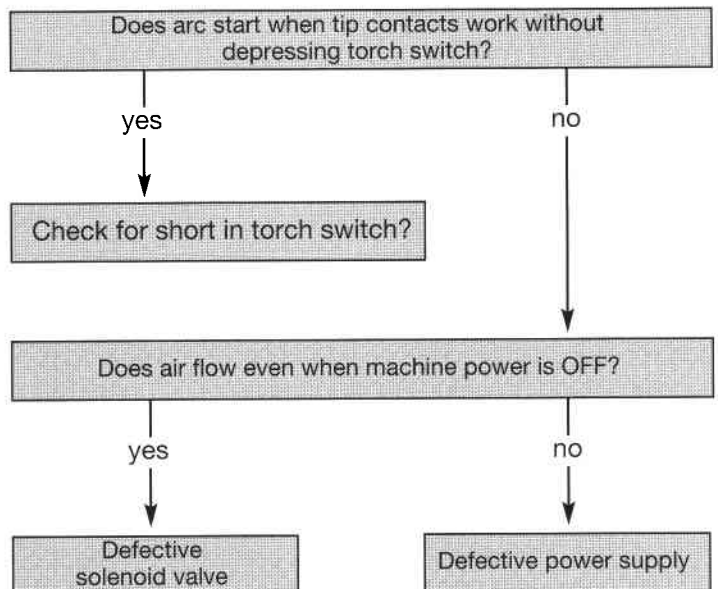 Does arc start when tip contacts work without
depressing torch switch?
yes
no
Check for short in torch switch?
Does air flow even when machine power is OFF?
yes
no
Defective
solenoid valve
Defective power supply